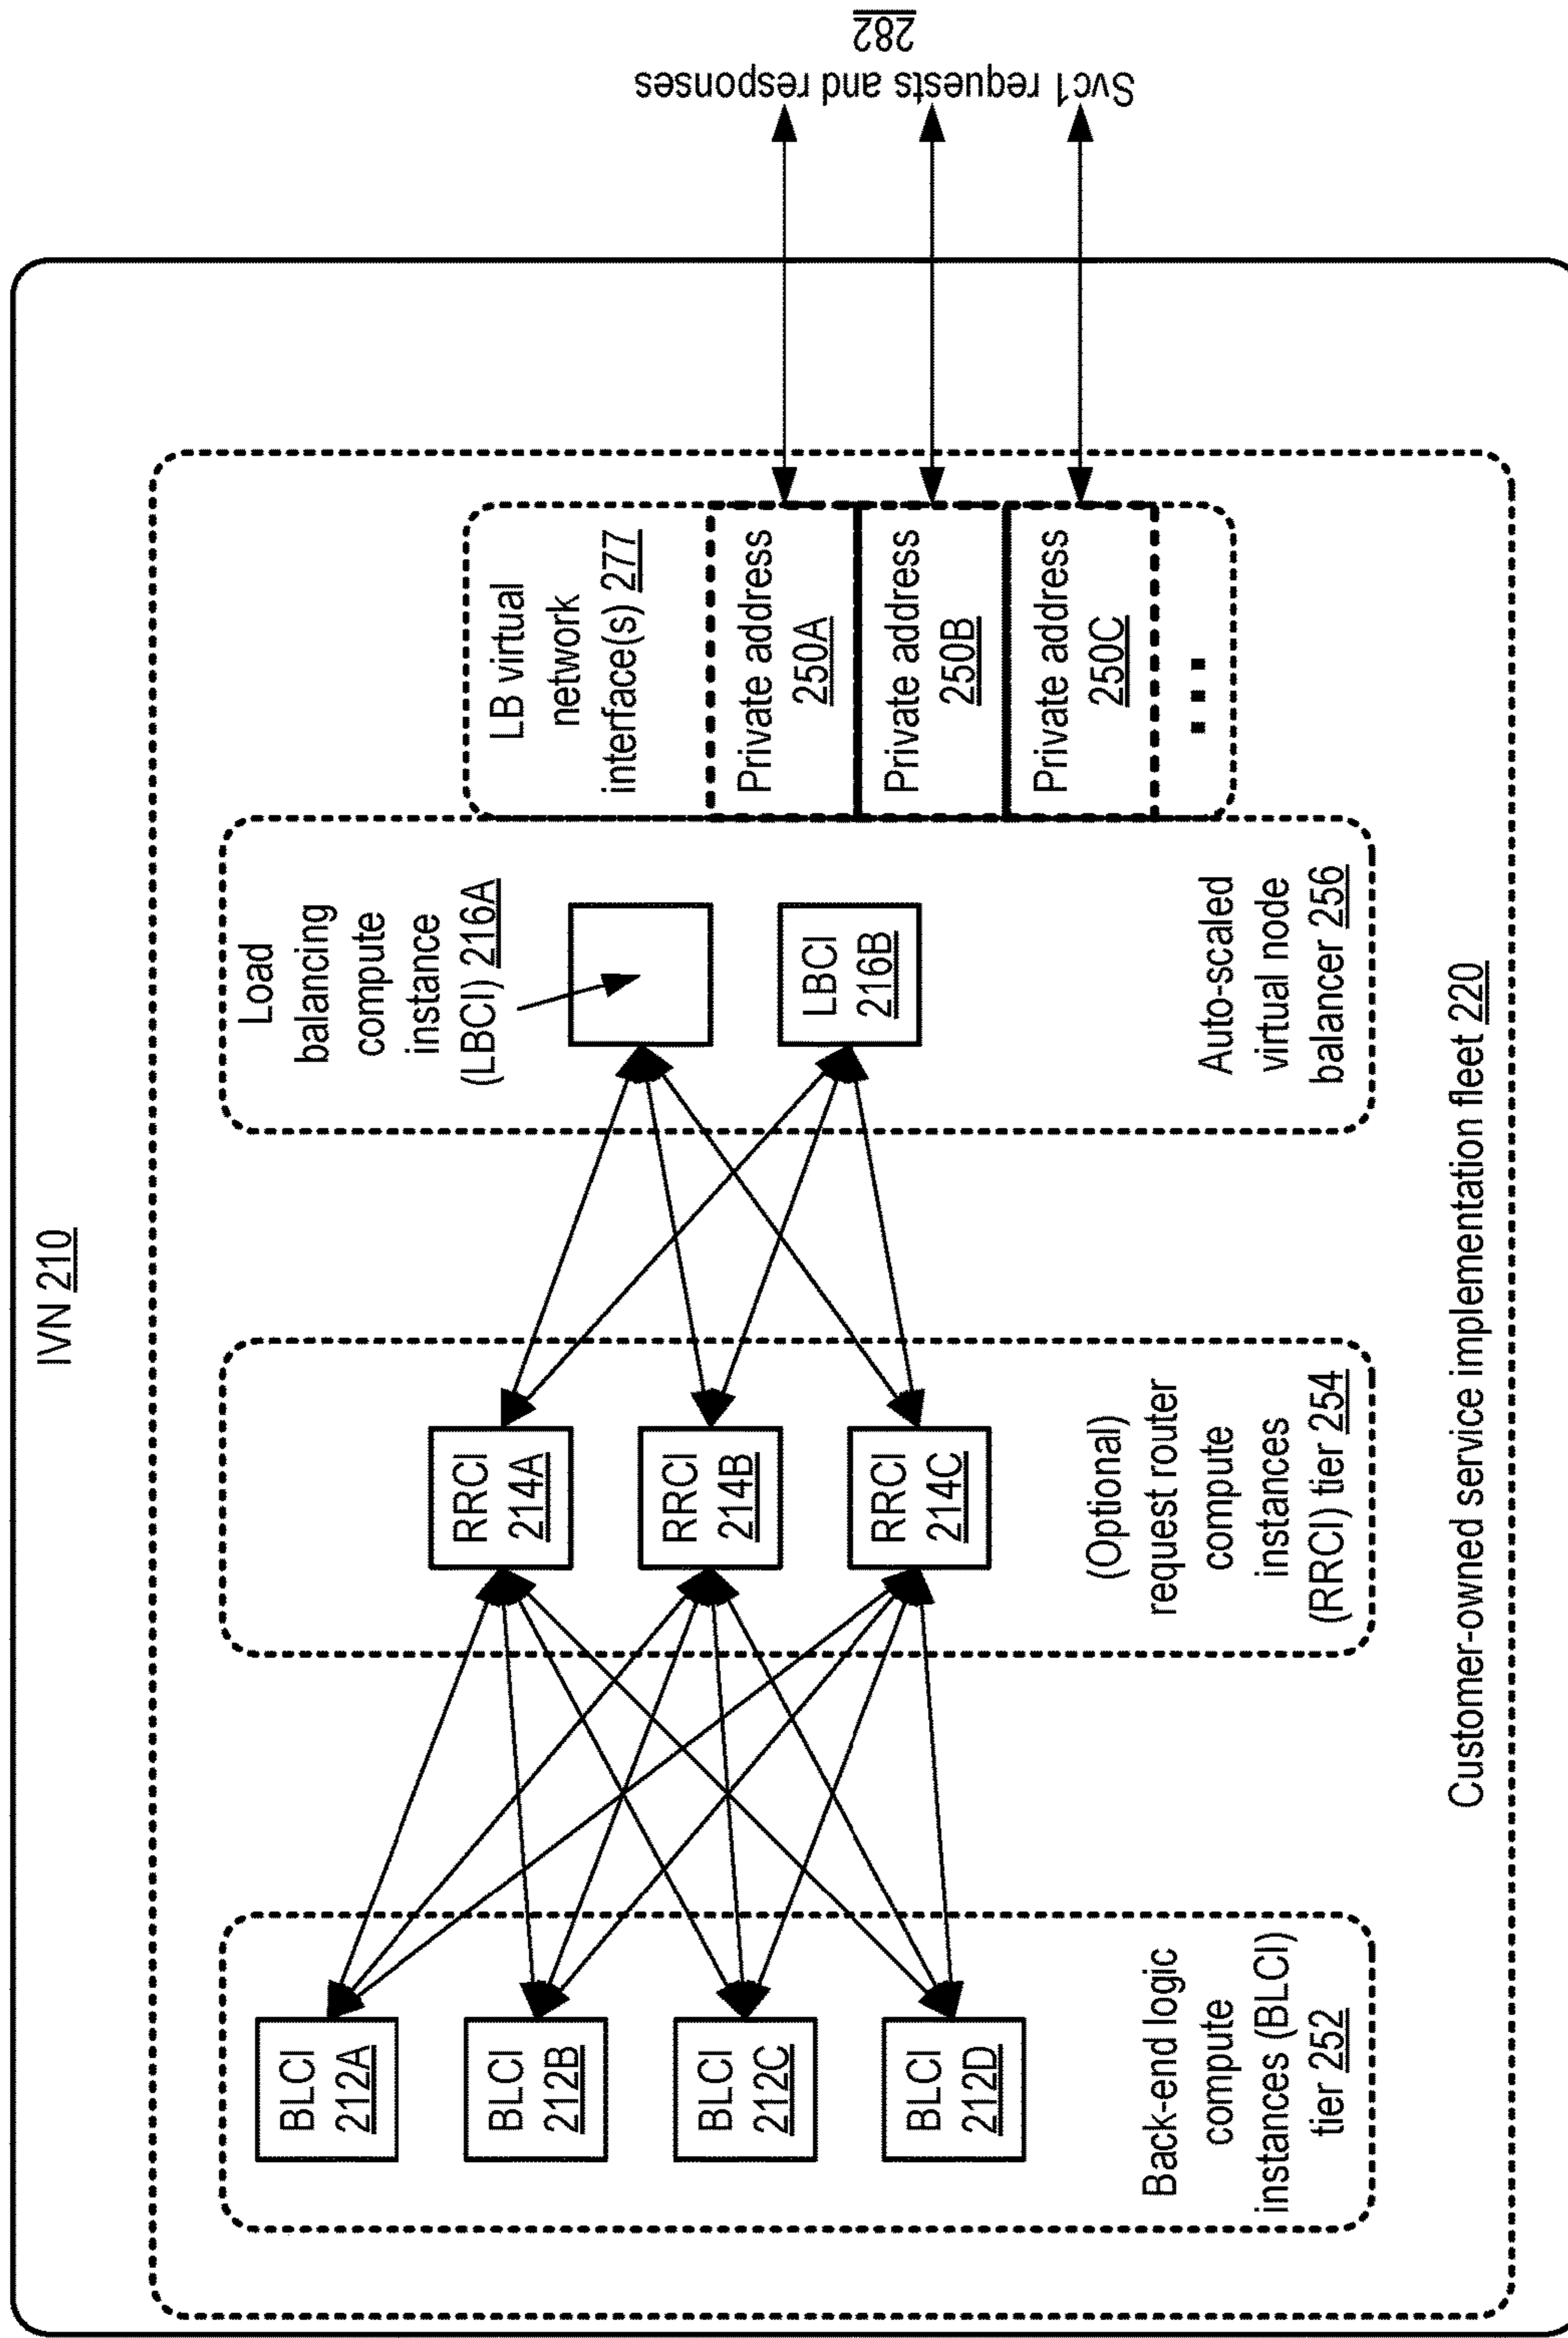 IVN 210
BLCI
212A
BLCI
212B
BLCI
212C
BLCI
212D
Back-end logic
compute
instances (BLCI)
tier 252
RRCI
214A
RRCI
214B
RRCI
214C
(Optional)
request router
compute
instances
(RRCI) tier 254
Load
balancing
compute
instance
(LBCI) 216A
LBCI
216B
Auto-scaled
virtual node
balancer 256
LB virtual
network
interface(s) 277
Private address
250A
Private address
250B
Private address
250C
...
Customer-owned service implementation fleet 220
Svc1 requests and responses
282